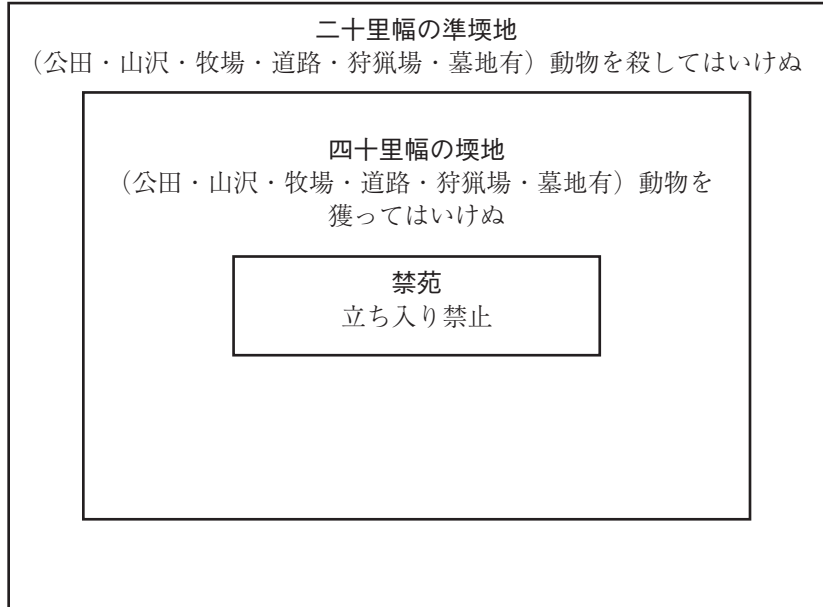 二十里幅の準堧地
（公田・山沢・牧場・道路・狩猟場・墓地有）動物を殺してはいけぬ
四十里幅の堧地
（公田・山沢・牧場・道路・狩猟場・墓地有）動物を
獲ってはいけぬ
禁苑
立ち入り禁止